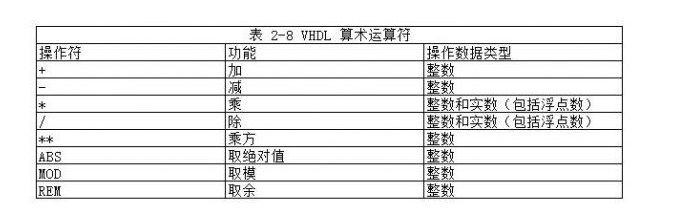 表 2-8 VHDL 算术运算符
操作符 功能 操作数据类型
+ 加 整数
- 减 整数
* 乘 整数和实数（包括浮点数）
/ 除 整数和实数（包括浮点数）
** 乘方 整数
ABS 取绝对值 整数
MOD 取模 整数
REM 取余 整数